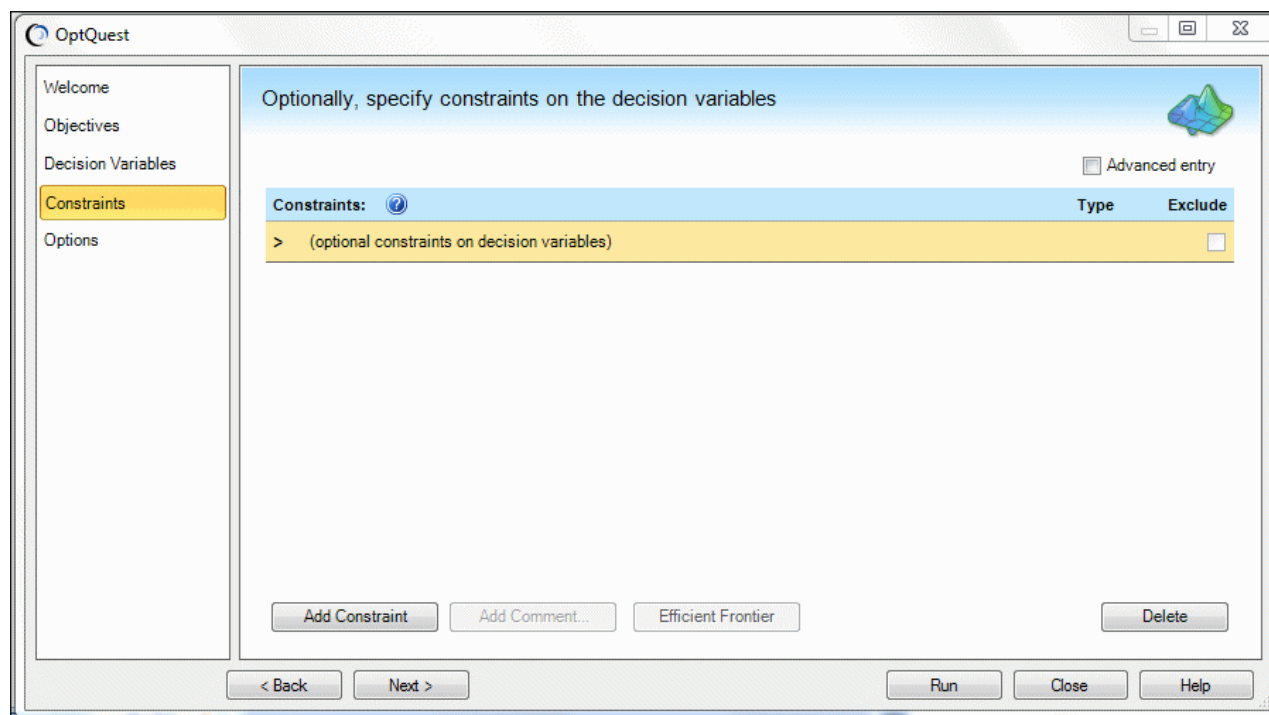 OptQuest
Welcome
Objectives
Decision Variables
Constraints
Options
Optionally, specify constraints on the decision variables
Advanced entry
Constraints: ? Type Exclude
> (optional constraints on decision variables)
Add Constraint Add Comment... Efficient Frontier Delete
< Back Next > Run Close Help